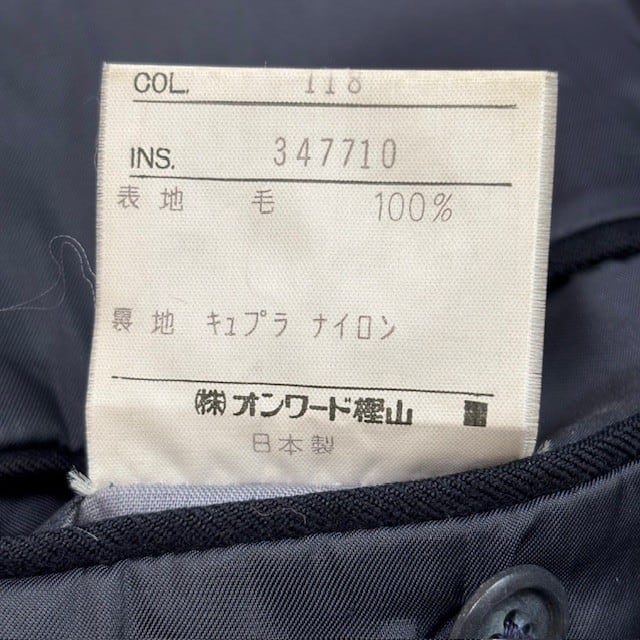 COL. 118
INS. 347710
表地 毛 100%
裏地 キュプラ ナイロン
(株)オンワード樫山
日本製